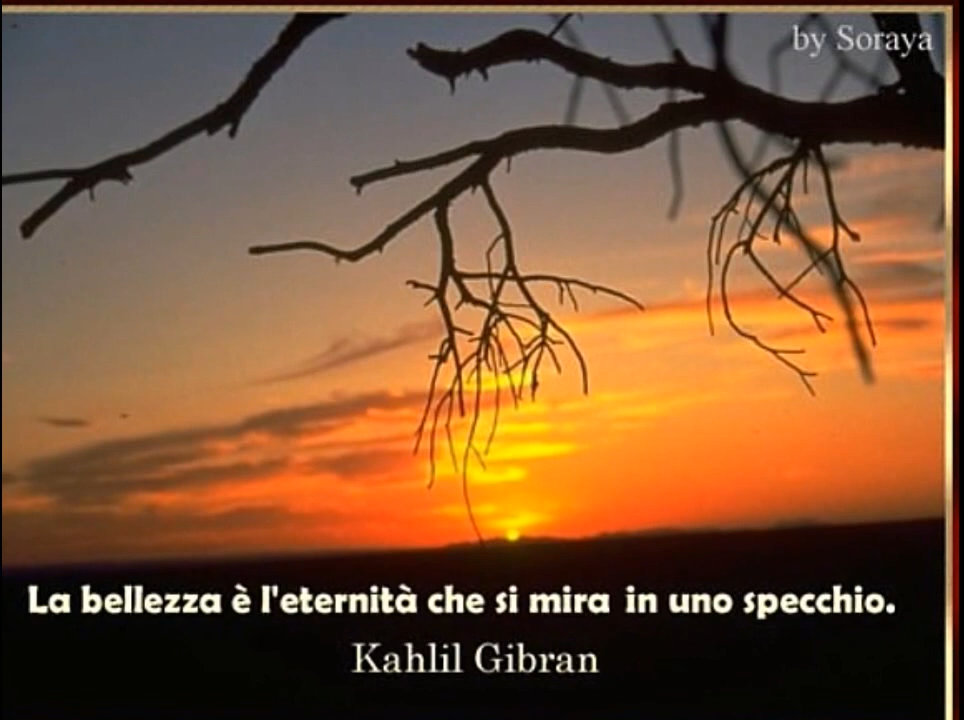 by Soraya
La bellezza è l'eternità che si mira in uno specchio.
Kahlil Gibran